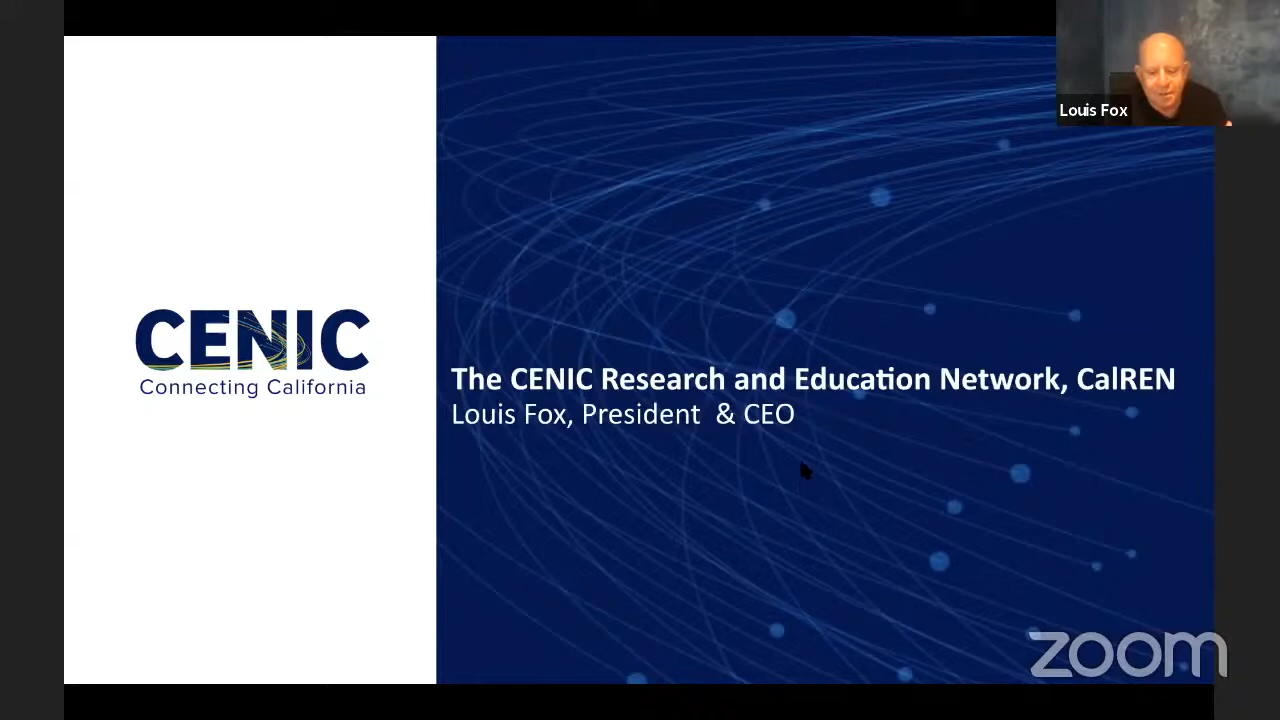 Louis Fox
CENIC
Connecting California
The CENIC Research and Education Network, CalREN
Louis Fox, President & CEO
zoom